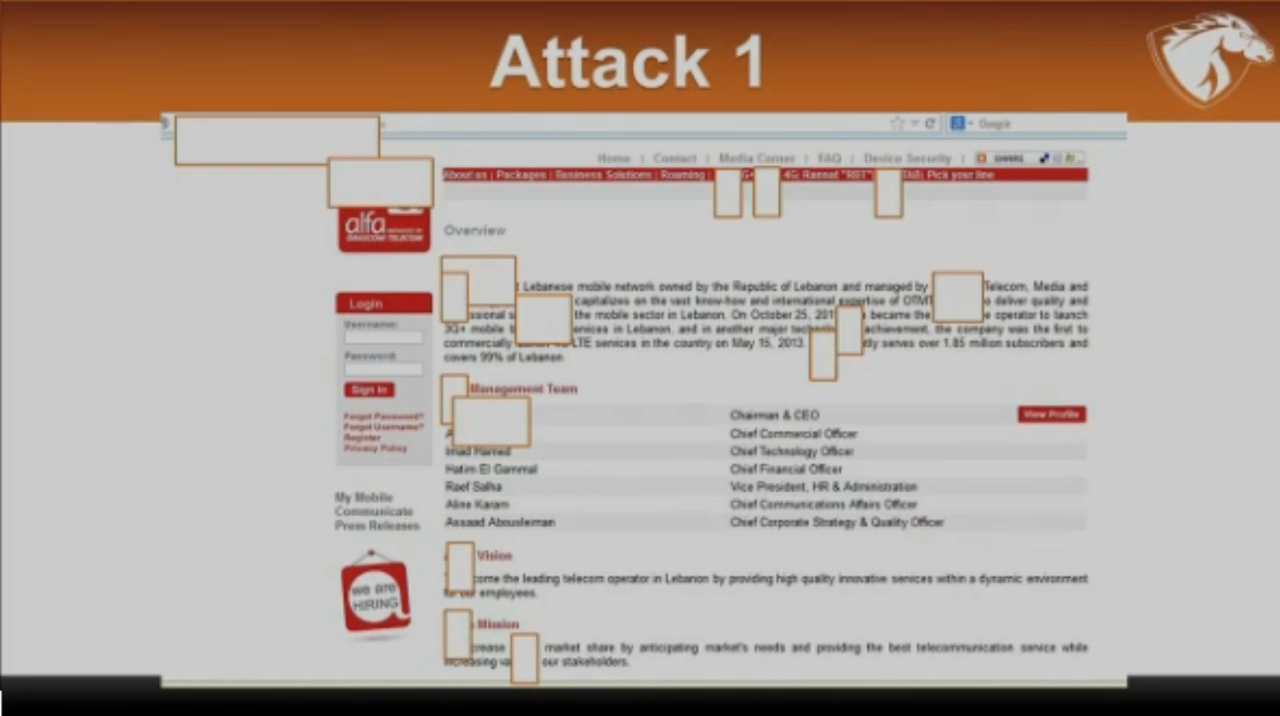 Attack 1
Google
Home | Contact | Media Corner | FAQ | Device Security | SHARE
About us | Packages | Business Solutions | Roaming | 4G: Rannat "RBT" Pick your line
alfa
MANAGED BY
ORASCOM TELECOM
Overview
Lebanese mobile network owned by the Republic of Lebanon and managed by Telecom, Media and
capitalizes on the vast know-how and international expertise of to deliver quality and
the mobile sector in Lebanon. On October 25, became the operator to launch
3G+ mobile in Lebanon, and in another major achievement, the company was the first to
commercially LTE services in the country on May 15, 2013. serves over 1.85 million subscribers and
covers 99% of Lebanon
Login
Username:
Password:
Sign In
Forgot Password?
Forgot Username?
Register
Privacy Policy
Management Team
Chairman & CEO View Profile
Chief Commercial Officer
Imad Hamed Chief Technology Officer
Hatim El Gammal Chief Financial Officer
Raef Salha Vice President, HR & Administration
Aline Karam Chief Communications Affairs Officer
Assaad Abousleiman Chief Corporate Strategy & Quality Officer
My Mobile
Communicate
Press Releases
we are
HIRING
Vision
the leading telecom operator in Lebanon by providing high quality innovative services within a dynamic environment
for our employees.
Mission
market share by anticipating market's needs and providing the best telecommunication service while
increasing our stakeholders.